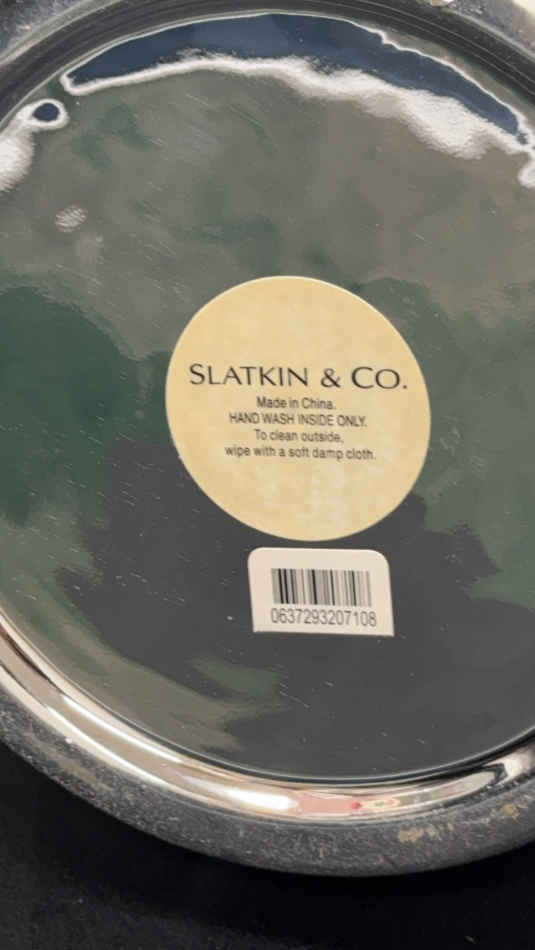 SLATKIN & CO.
Made in China.
HAND WASH INSIDE ONLY.
To clean outside,
wipe with a soft damp cloth.
0637293207108